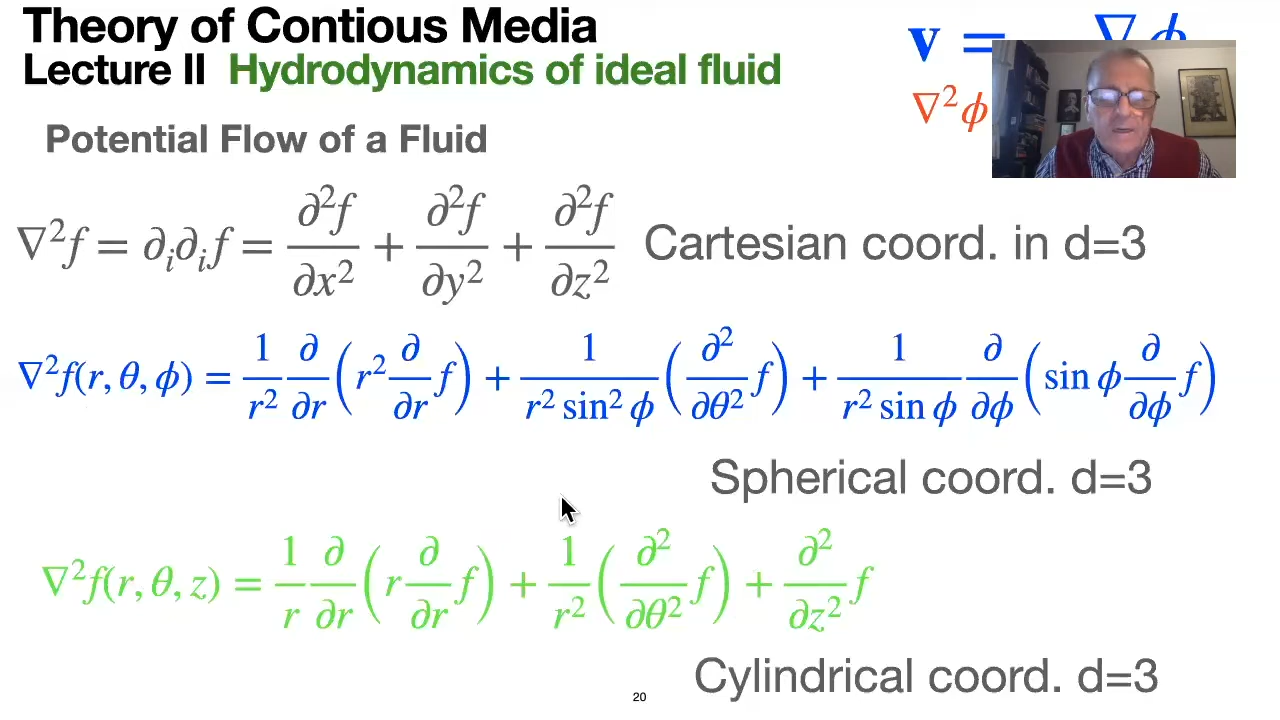 Theory of Contious Media
Lecture II Hydrodynamics of ideal fluid
v = ∇ϕ
∇²ϕ
Potential Flow of a Fluid
∇²f = ∂ᵢ∂ᵢf = ∂²f/∂x² + ∂²f/∂y² + ∂²f/∂z² Cartesian coord. in d=3
∇²f(r, θ, ϕ) = 1/r² ∂/∂r (r² ∂/∂r f) + 1/(r² sin² ϕ) (∂²/∂θ² f) + 1/(r² sin ϕ) ∂/∂ϕ (sin ϕ ∂/∂ϕ f)
Spherical coord. d=3
∇²f(r, θ, z) = 1/r ∂/∂r (r ∂/∂r f) + 1/r² (∂²/∂θ² f) + ∂²/∂z² f
Cylindrical coord. d=3
20